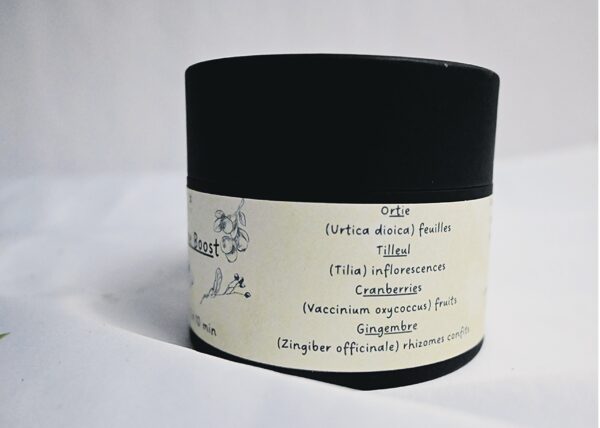 Boost
10 min
Ortie
(Urtica dioica) feuilles
Tilleul
(Tilia) inflorescences
Cranberries
(Vaccinium oxycoccus) fruits
Gingembre
(Zingiber officinale) rhizomes confits